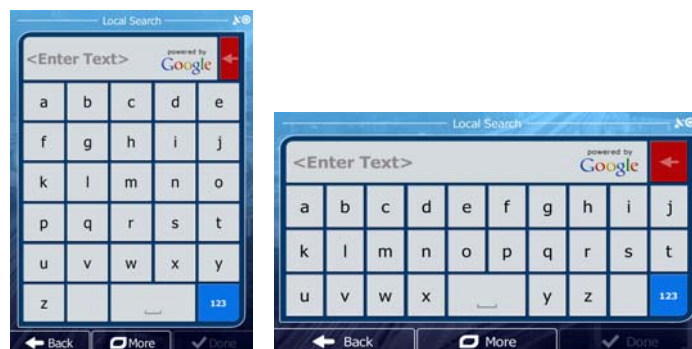 Local Search
<Enter Text>
powered by
Google
a b c d e
f g h i j
k l m n o
p q r s t
u v w x y
z 123
Back More Done
Local Search
<Enter Text>
powered by
Google
a b c d e f g h i j
k l m n o p q r s t
u v w x y z 123
Back More Done